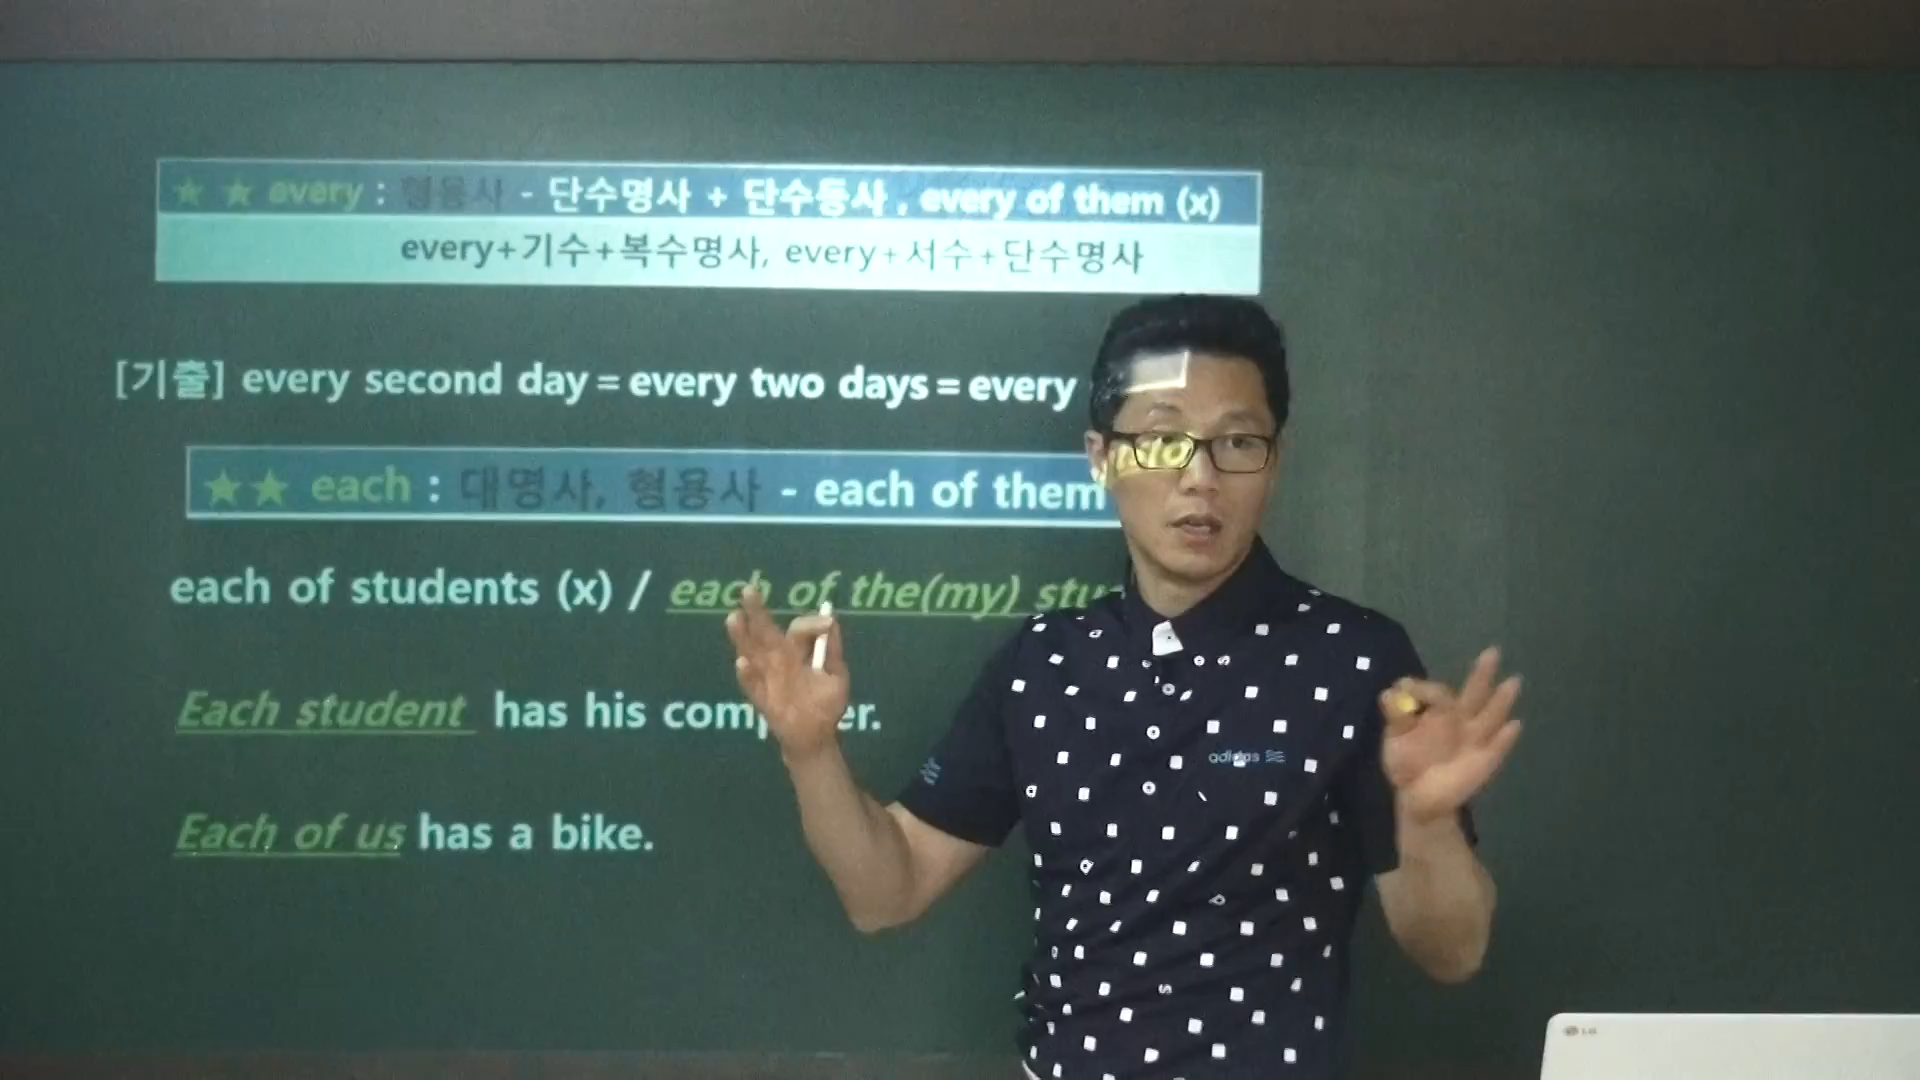 ★ ★ every : 형용사 - 단수명사 + 단수동사 , every of them (x)
every+기수+복수명사, every+서수+단수명사
[기출] every second day = every two days = every
★★ each : 대명사, 형용사 - each of them
each of students (x) / each of the(my)
Each student has his
Each of us has a bike.
adidas
LG